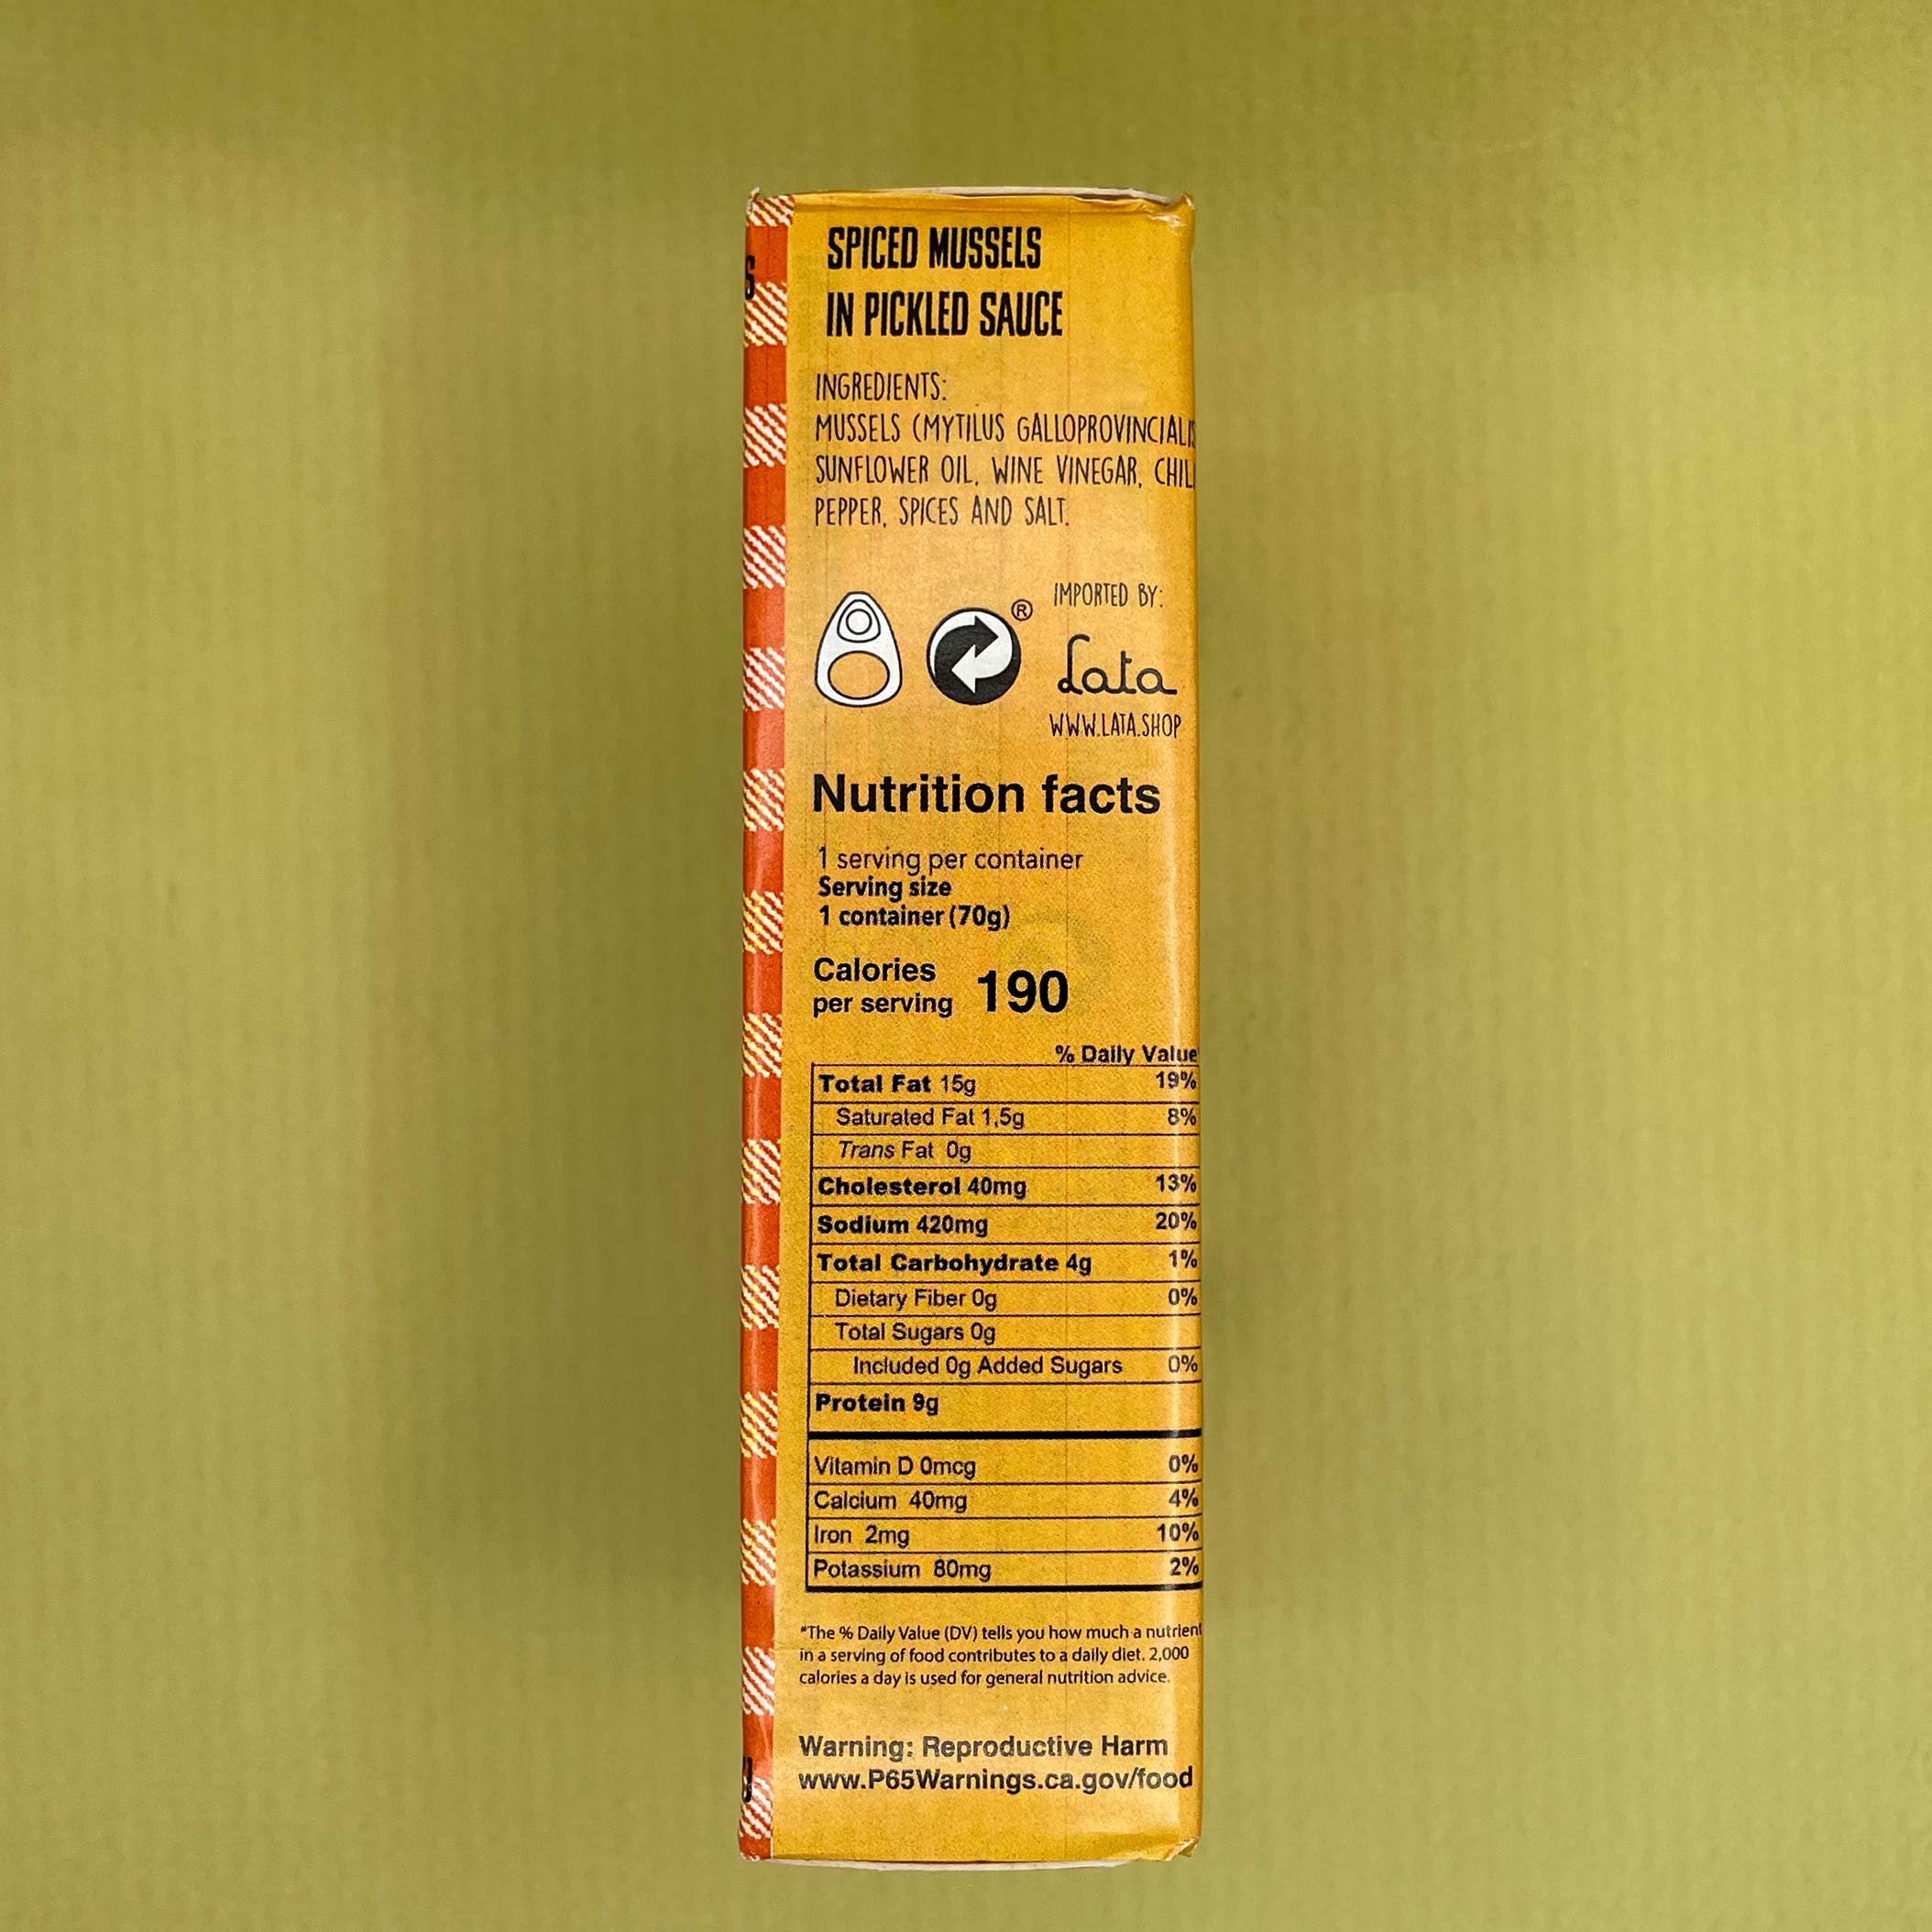 SPICED MUSSELS
IN PICKLED SAUCE
INGREDIENTS:
MUSSELS (MYTILUS GALLOPROVINCIALIS
SUNFLOWER OIL, WINE VINEGAR, CHILI
PEPPER, SPICES AND SALT.
®
IMPORTED BY:
Lata
WWW.LATA.SHOP
Nutrition facts
1 serving per container
Serving size
1 container (70g)
Calories
per serving 190
% Daily Value*
Total Fat 15g 19%
Saturated Fat 1,5g 8%
Trans Fat 0g
Cholesterol 40mg 13%
Sodium 420mg 20%
Total Carbohydrate 4g 1%
Dietary Fiber 0g 0%
Total Sugars 0g
Included 0g Added Sugars 0%
Protein 9g
Vitamin D 0mcg 0%
Calcium 40mg 4%
Iron 2mg 10%
Potassium 80mg 2%
*The % Daily Value (DV) tells you how much a nutrient
in a serving of food contributes to a daily diet. 2,000
calories a day is used for general nutrition advice.
Warning: Reproductive Harm
www.P65Warnings.ca.gov/food